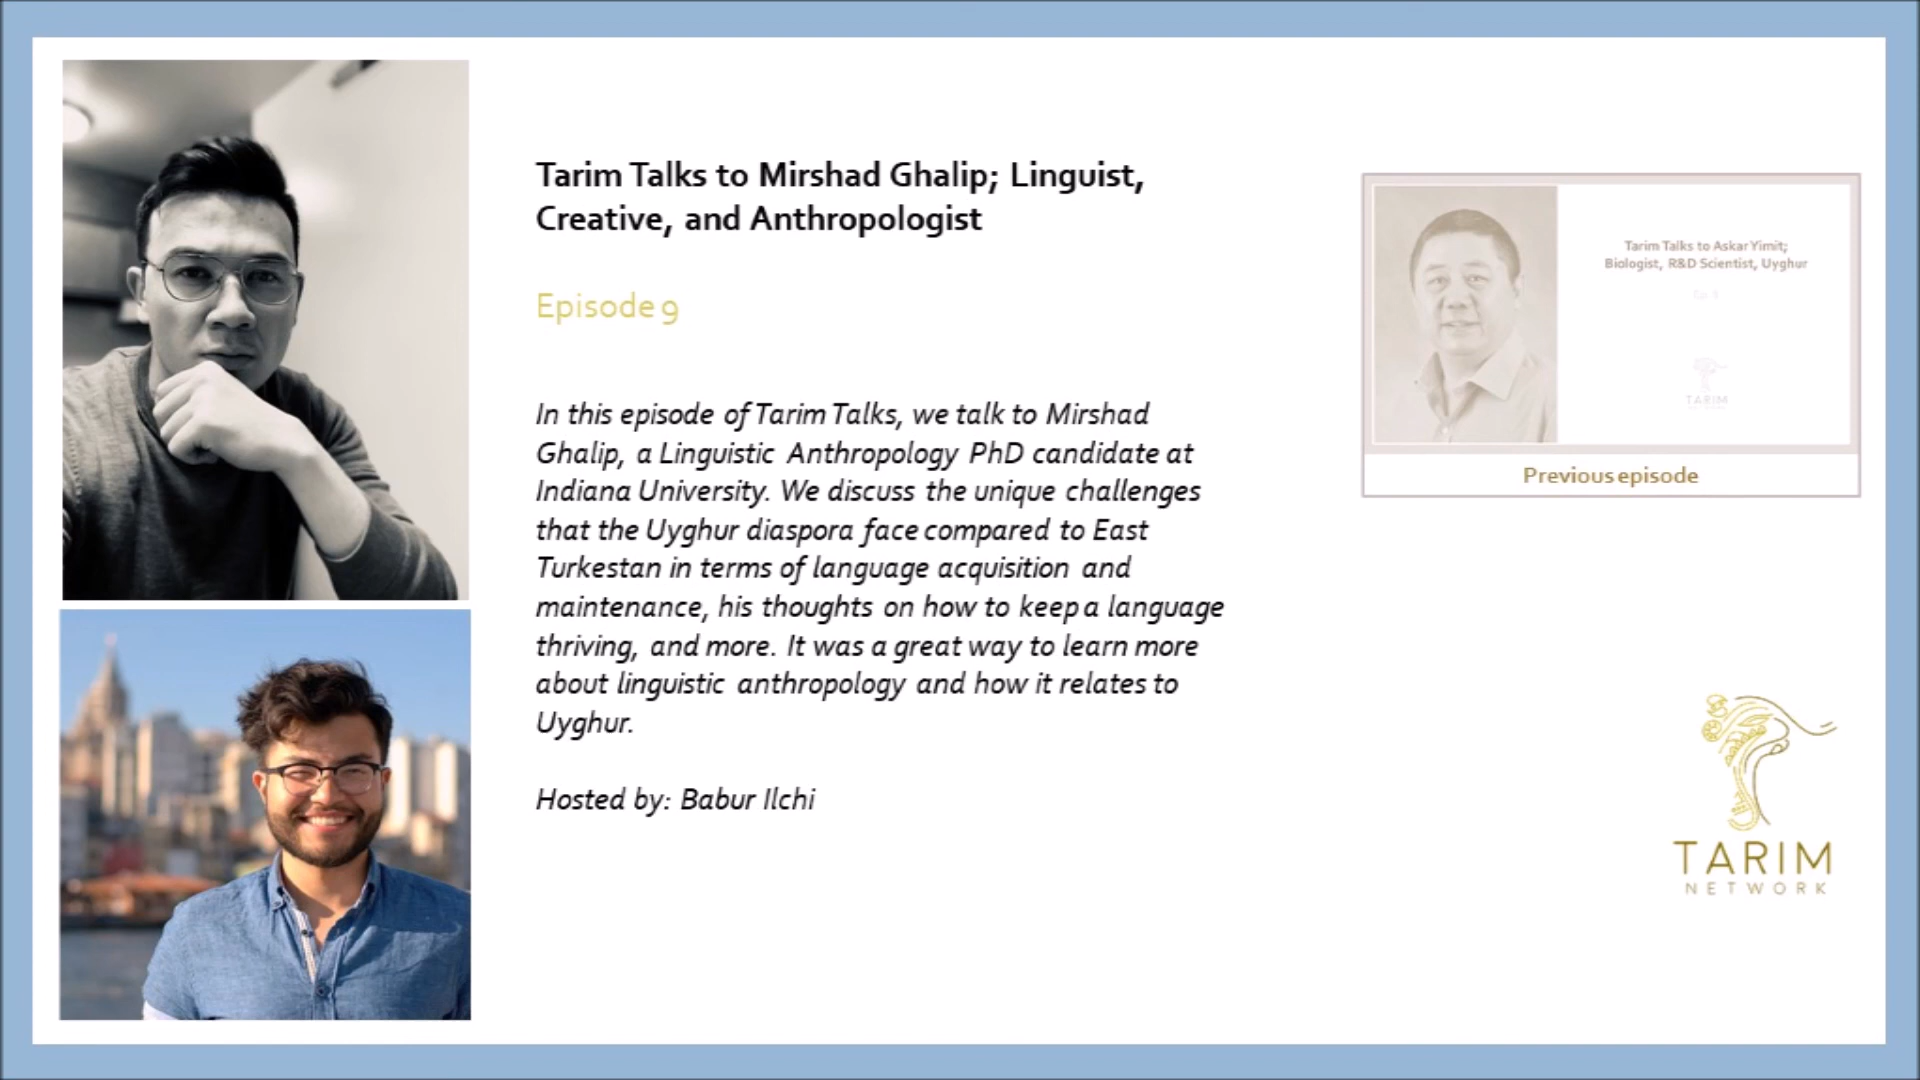 Tarim Talks to Mirshad Ghalip; Linguist,
Creative, and Anthropologist
Episode 9
In this episode of Tarim Talks, we talk to Mirshad
Ghalip, a Linguistic Anthropology PhD candidate at
Indiana University. We discuss the unique challenges
that the Uyghur diaspora face compared to East
Turkestan in terms of language acquisition and
maintenance, his thoughts on how to keep a language
thriving, and more. It was a great way to learn more
about linguistic anthropology and how it relates to
Uyghur.
Hosted by: Babur Ilchi
Tarim Talks to Askar Yimit;
Biologist, R&D Scientist, Uyghur
TARIM
Previous episode
TARIM
NETWORK